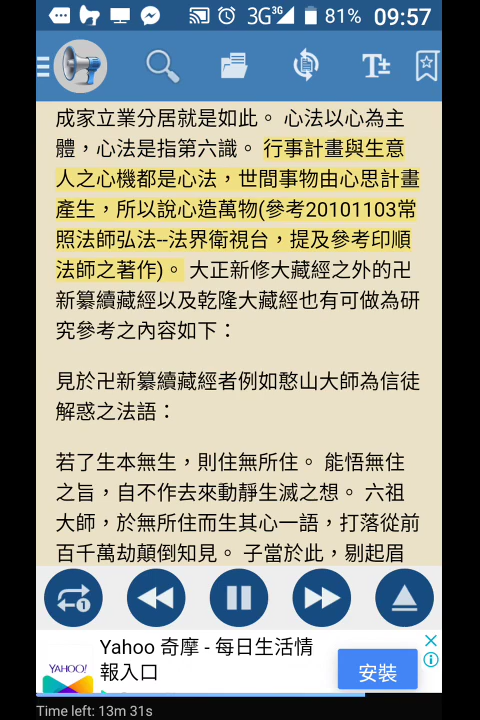 3G 3G 81% 09:57
T±
成家立業分居就是如此。 心法以心為主
體，心法是指第六識。 行事計畫與生意
人之心機都是心法，世間事物由心思計畫
產生，所以說心造萬物(參考20101103常
照法師弘法--法界衛視台，提及參考印順
法師之著作)。 大正新修大藏經之外的卍
新纂續藏經以及乾隆大藏經也有可做為研
究參考之內容如下：
見於卍新纂續藏經者例如憨山大師為信徒
解惑之法語：
若了生本無生，則住無所住。 能悟無住
之旨，自不作去來動靜生滅之想。 六祖
大師，於無所住而生其心一語，打落從前
百千萬劫顛倒知見。 子當於此，剔起眉
1
Yahoo 奇摩 - 每日生活情
報入口
YAHOO!
安裝
Time left: 13m 31s